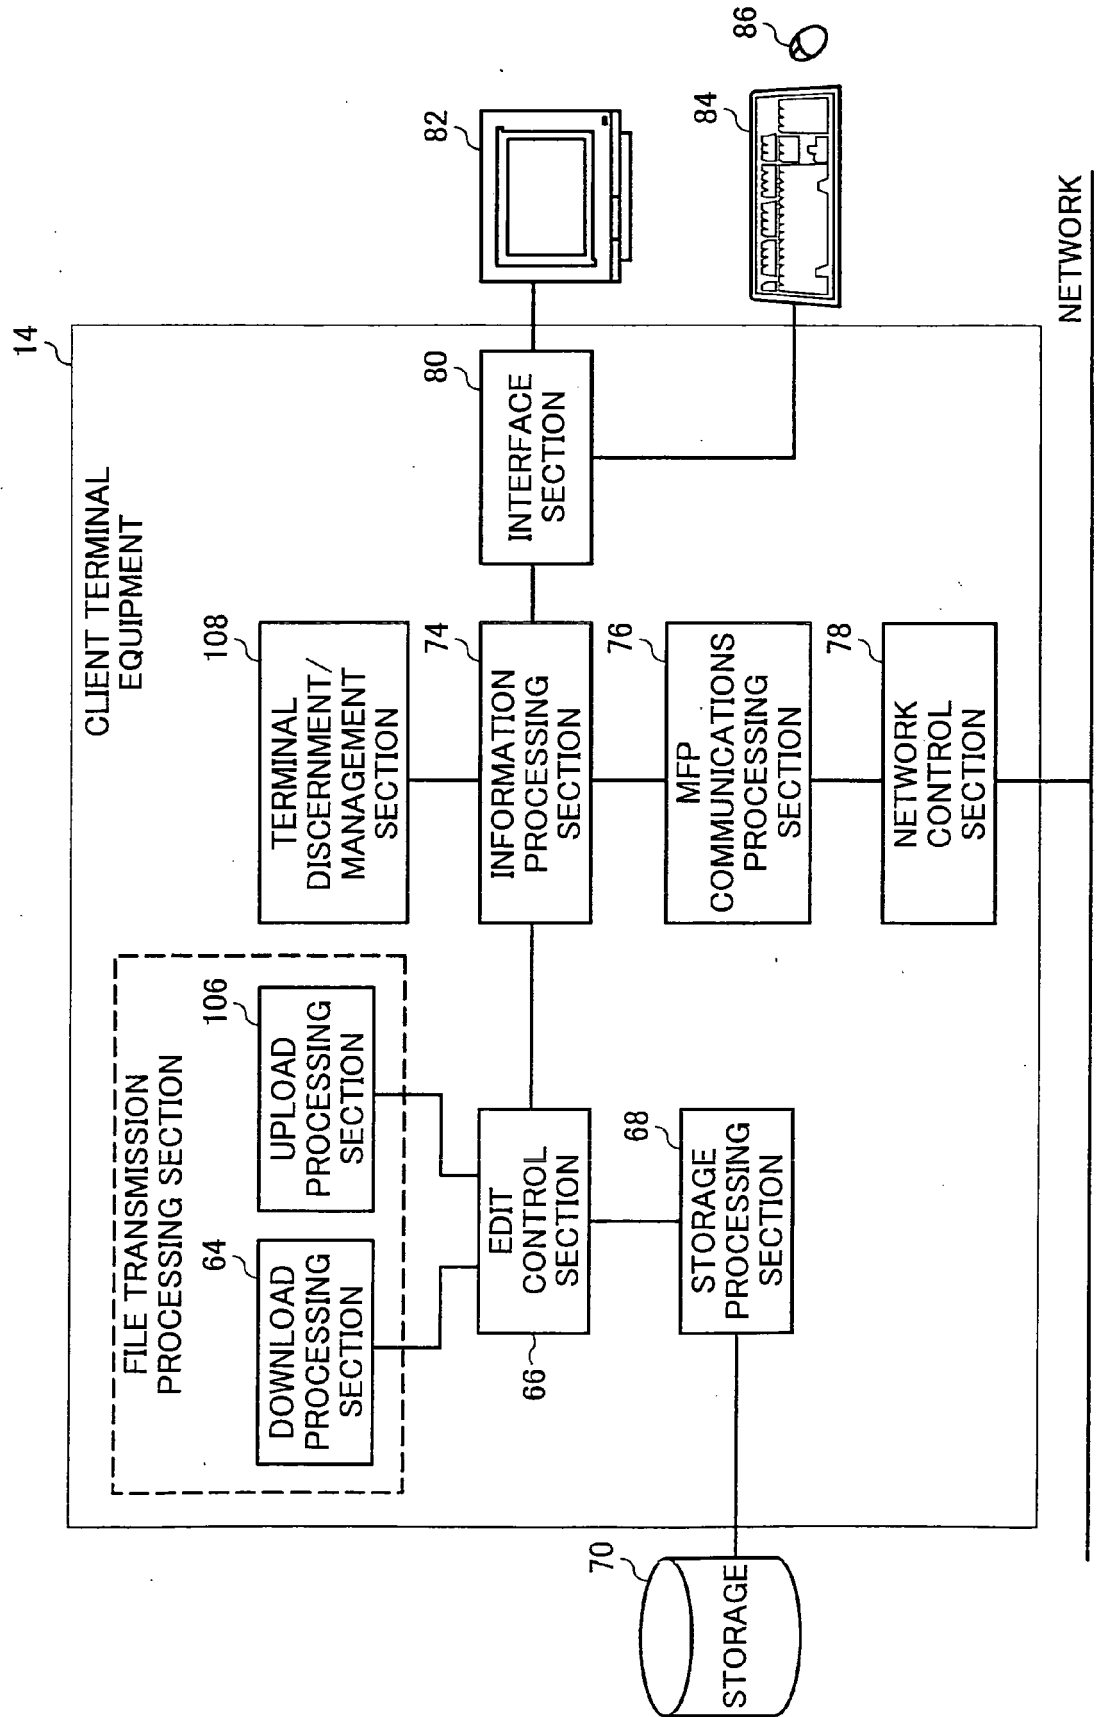 14
CLIENT TERMINAL
EQUIPMENT
FILE TRANSMISSION
PROCESSING SECTION
64
DOWNLOAD
PROCESSING
SECTION
106
UPLOAD
PROCESSING
SECTION
108
TERMINAL
DISCERNMENT/
MANAGEMENT
SECTION
66
EDIT
CONTROL
SECTION
74
INFORMATION
PROCESSING
SECTION
80
INTERFACE
SECTION
82
70
STORAGE
68
STORAGE
PROCESSING
SECTION
76
MFP
COMMUNICATIONS
PROCESSING
SECTION
84
86
78
NETWORK
CONTROL
SECTION
NETWORK